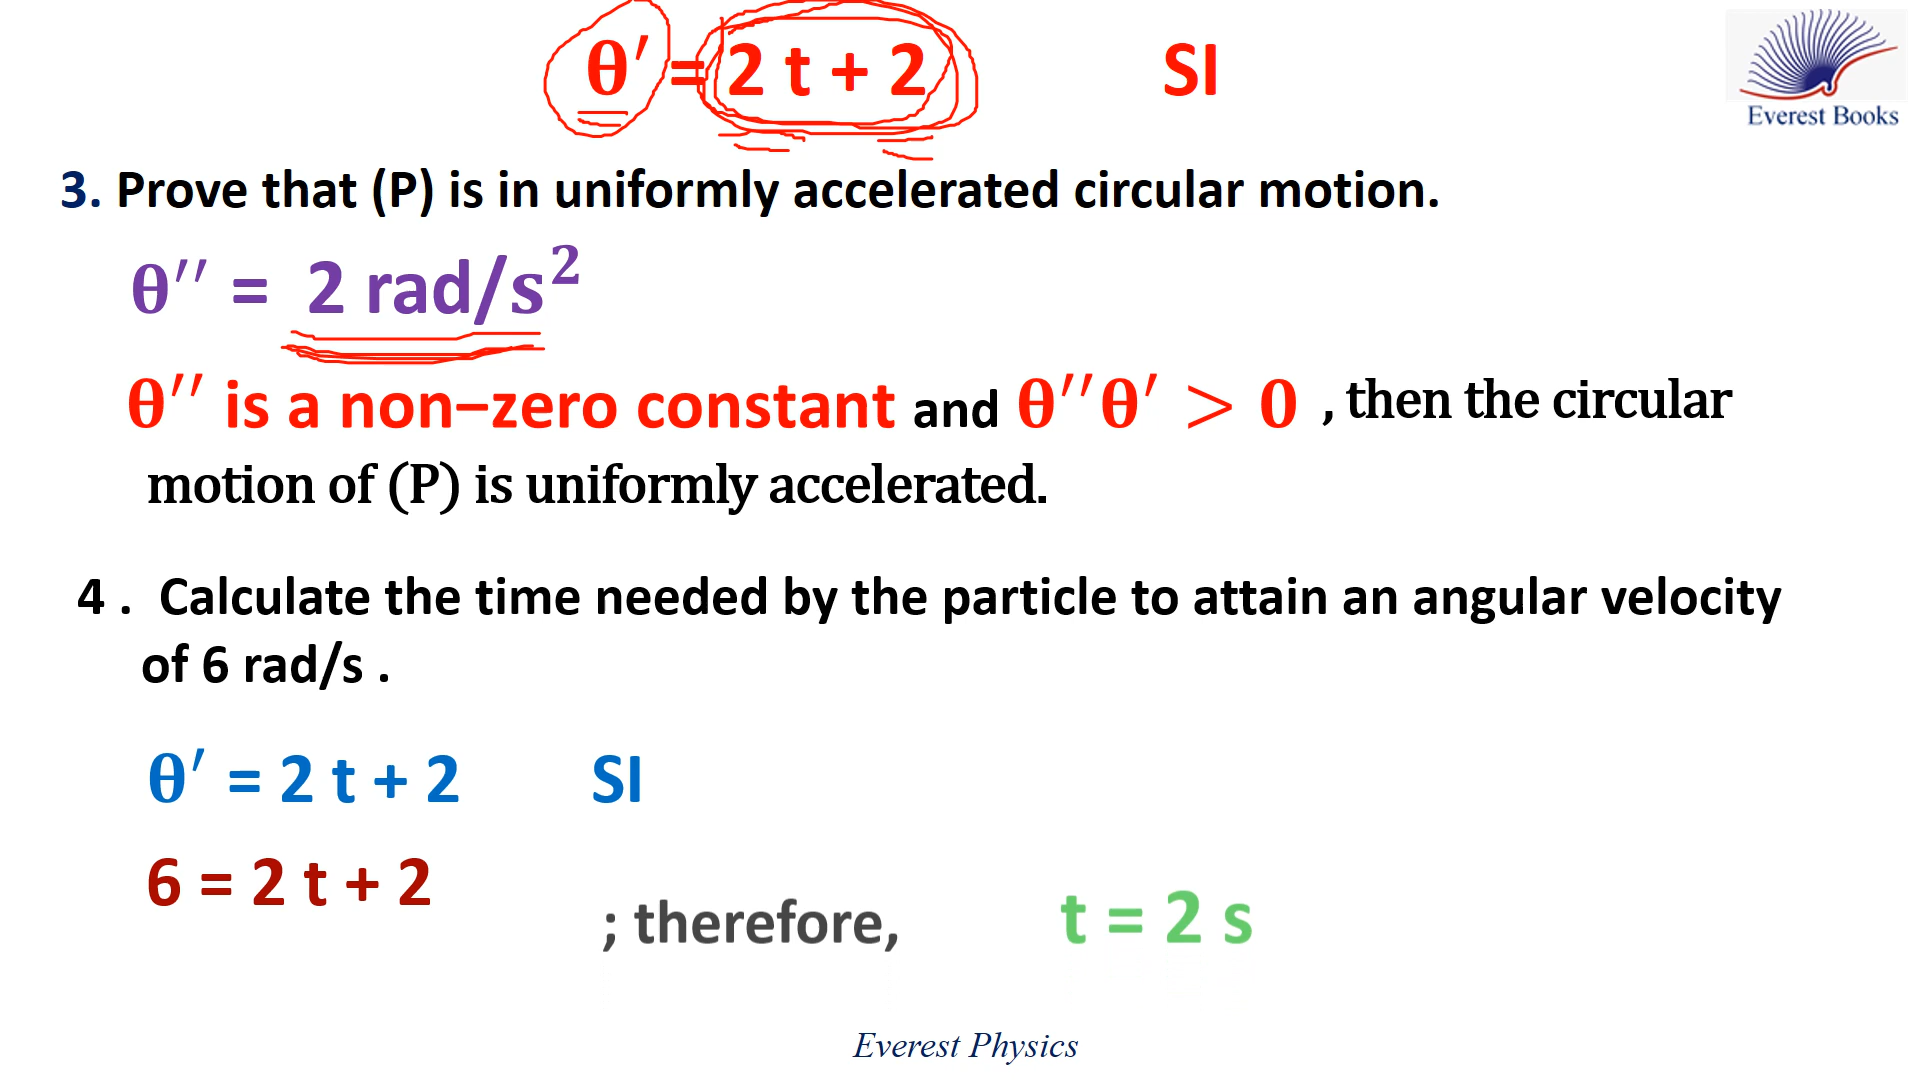 θ′ = 2 t + 2 SI
Everest Books
3. Prove that (P) is in uniformly accelerated circular motion.
θ′′ = 2 rad/s²
θ′′ is a non–zero constant and θ′′θ′ > 0 , then the circular
motion of (P) is uniformly accelerated.
4 . Calculate the time needed by the particle to attain an angular velocity
of 6 rad/s .
θ′ = 2 t + 2 SI
6 = 2 t + 2
; therefore, t = 2 s
Everest Physics